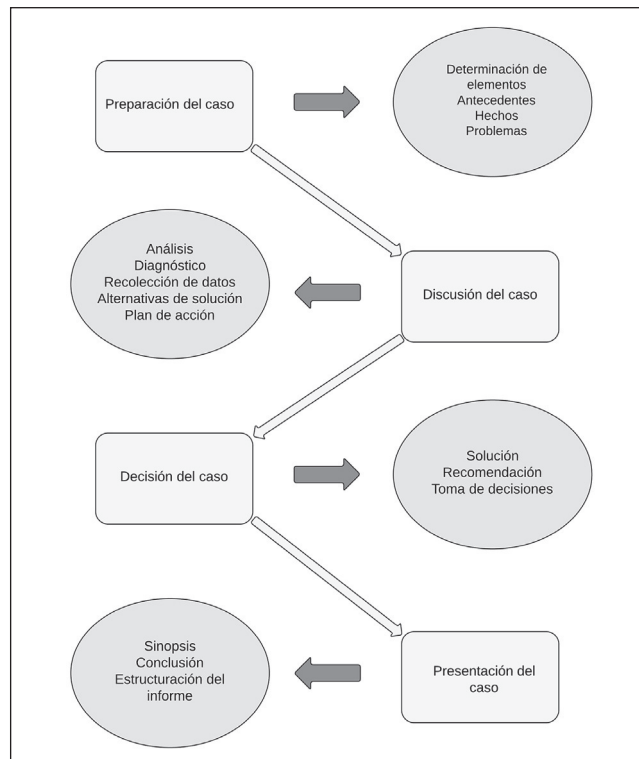 Preparación del caso
Determinación de
elementos
Antecedentes
Hechos
Problemas
Análisis
Diagnóstico
Recolección de datos
Alternativas de solución
Plan de acción
Discusión del caso
Decisión del caso
Solución
Recomendación
Toma de decisiones
Sinopsis
Conclusión
Estructuración del
informe
Presentación del
caso